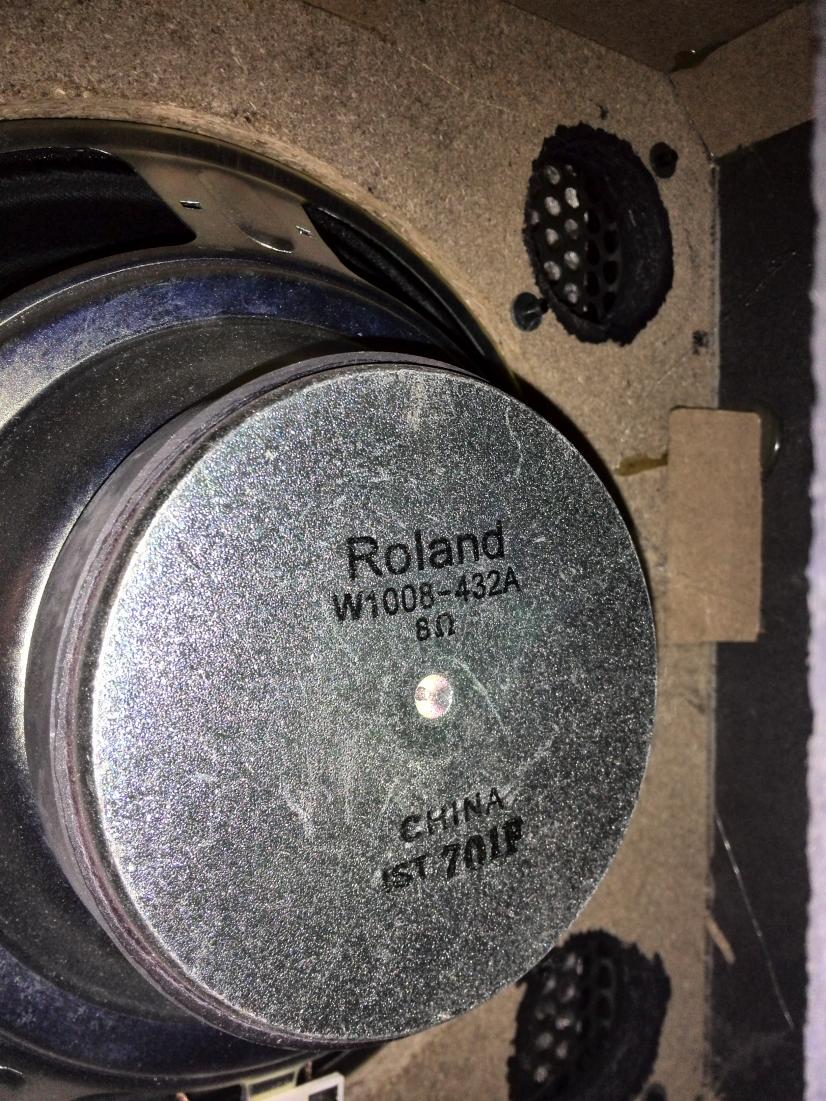 Roland
W1008-432A
8Ω
CHINA
IST 701F